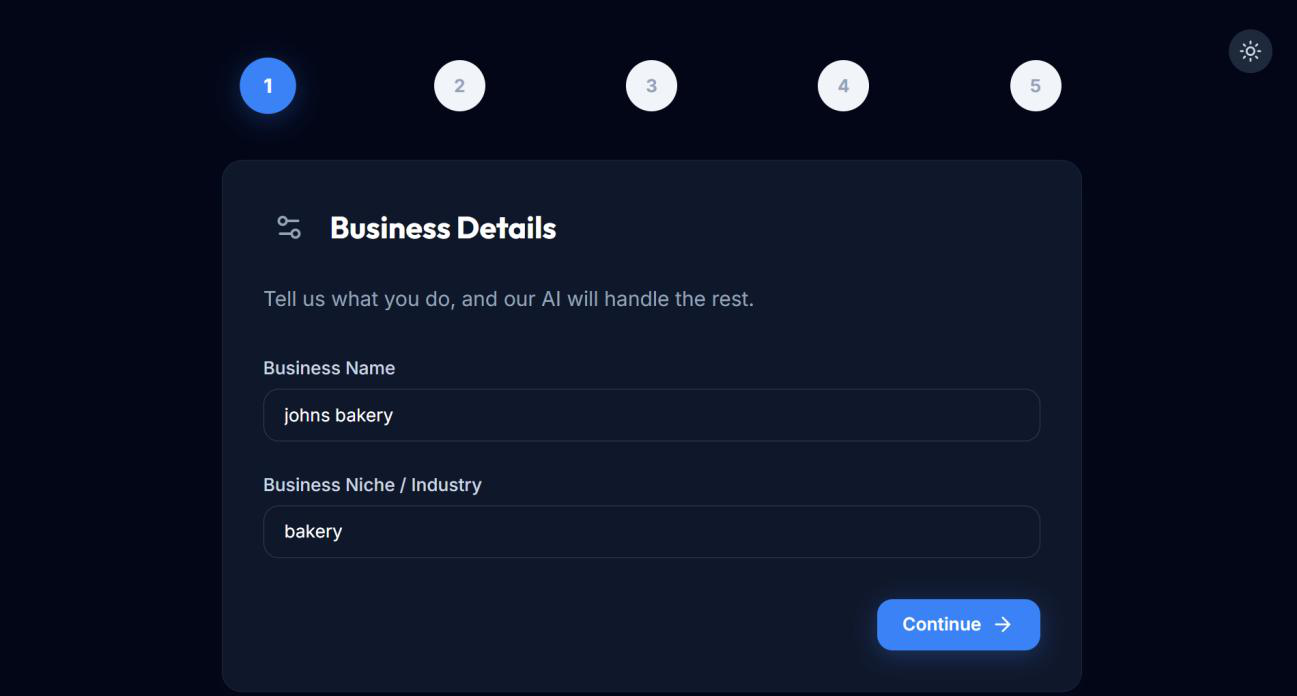 1
2
3
4
5
Business Details
Tell us what you do, and our AI will handle the rest.
Business Name
johns bakery
Business Niche / Industry
bakery
Continue